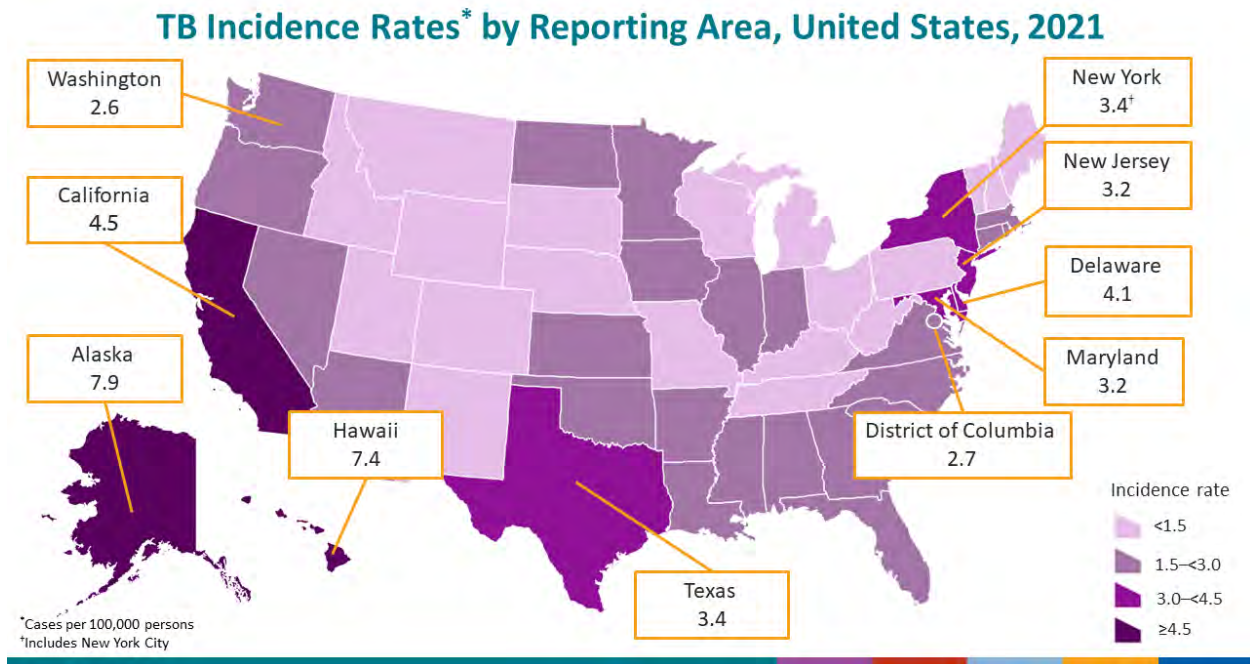 TB Incidence Rates* by Reporting Area, United States, 2021
Washington
2.6
California
4.5
Alaska
7.9
Hawaii
7.4
Texas
3.4
New York
3.4†
New Jersey
3.2
Delaware
4.1
Maryland
3.2
District of Columbia
2.7
Incidence rate
<1.5
1.5–<3.0
3.0–<4.5
≥4.5
*Cases per 100,000 persons
†Includes New York City